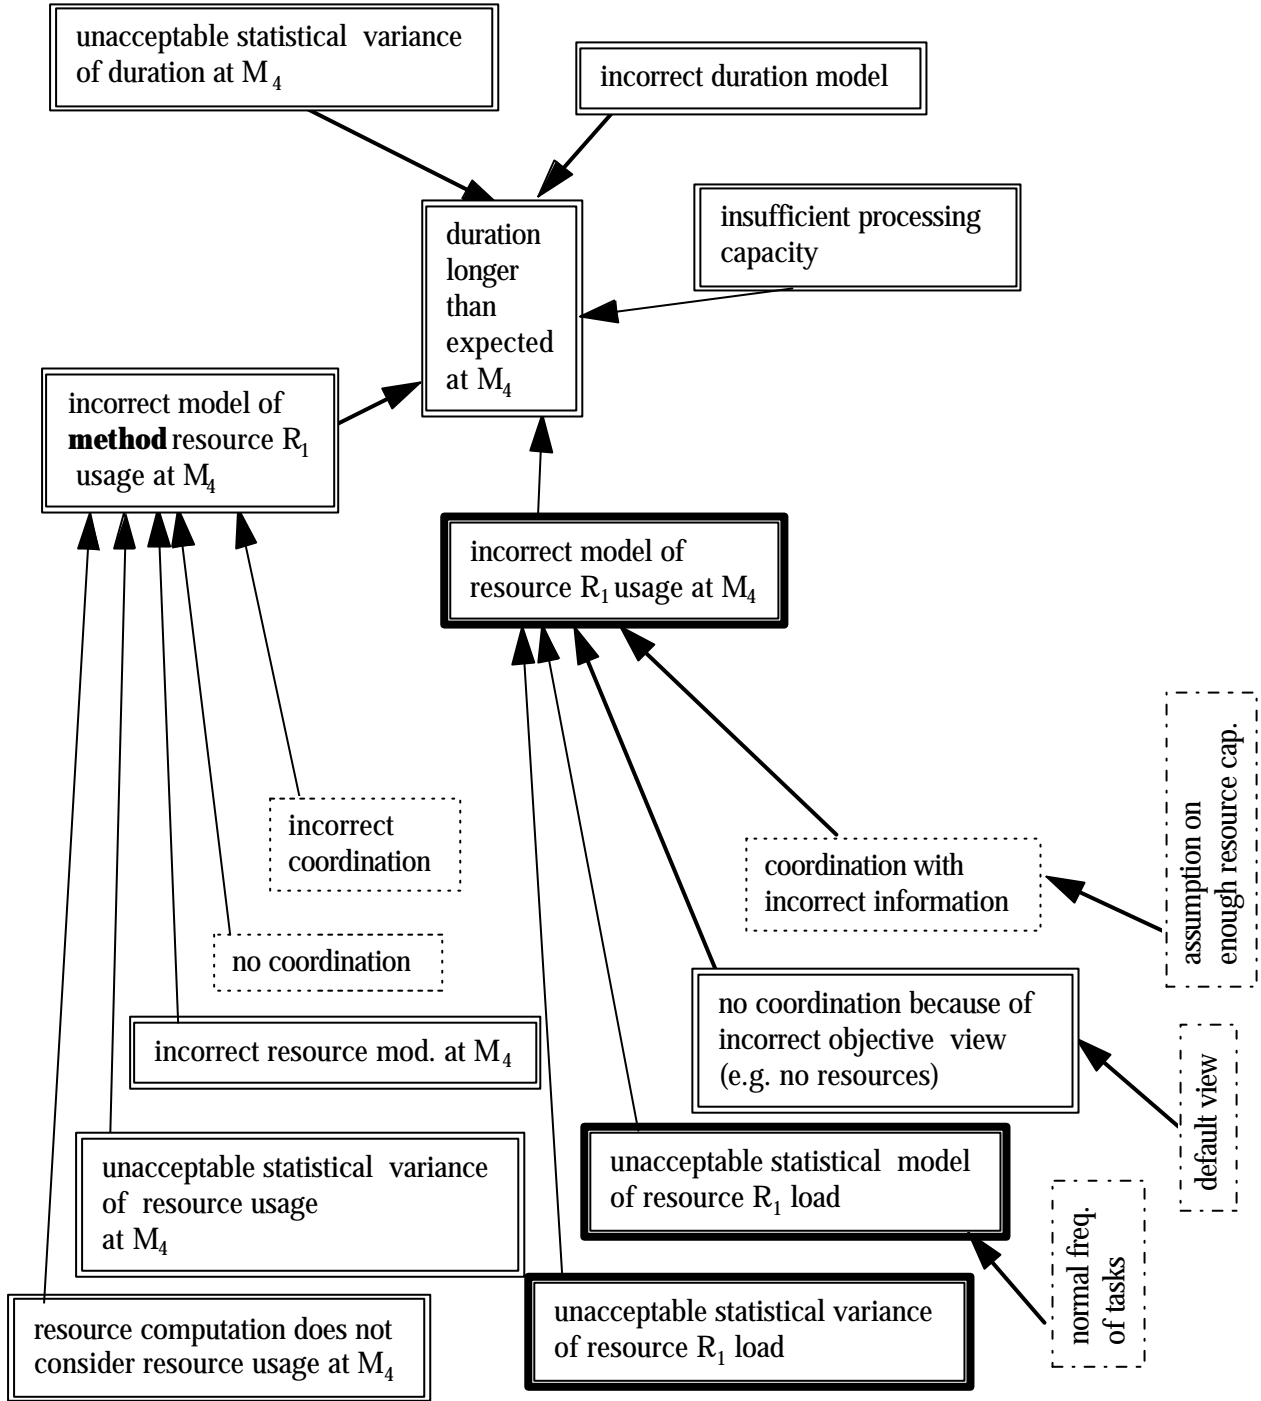 unacceptable statistical variance
of duration at M₄
incorrect duration model
insufficient processing
capacity
duration
longer
than
expected
at M₄
incorrect model of
method resource R₁
usage at M₄
incorrect model of
resource R₁ usage at M₄
incorrect
coordination
no coordination
incorrect resource mod. at M₄
unacceptable statistical variance
of resource usage
at M₄
resource computation does not
consider resource usage at M₄
coordination with
incorrect information
assumption on
enough resource cap.
no coordination because of
incorrect objective view
(e.g. no resources)
default view
unacceptable statistical model
of resource R₁ load
normal freq.
of tasks
unacceptable statistical variance
of resource R₁ load